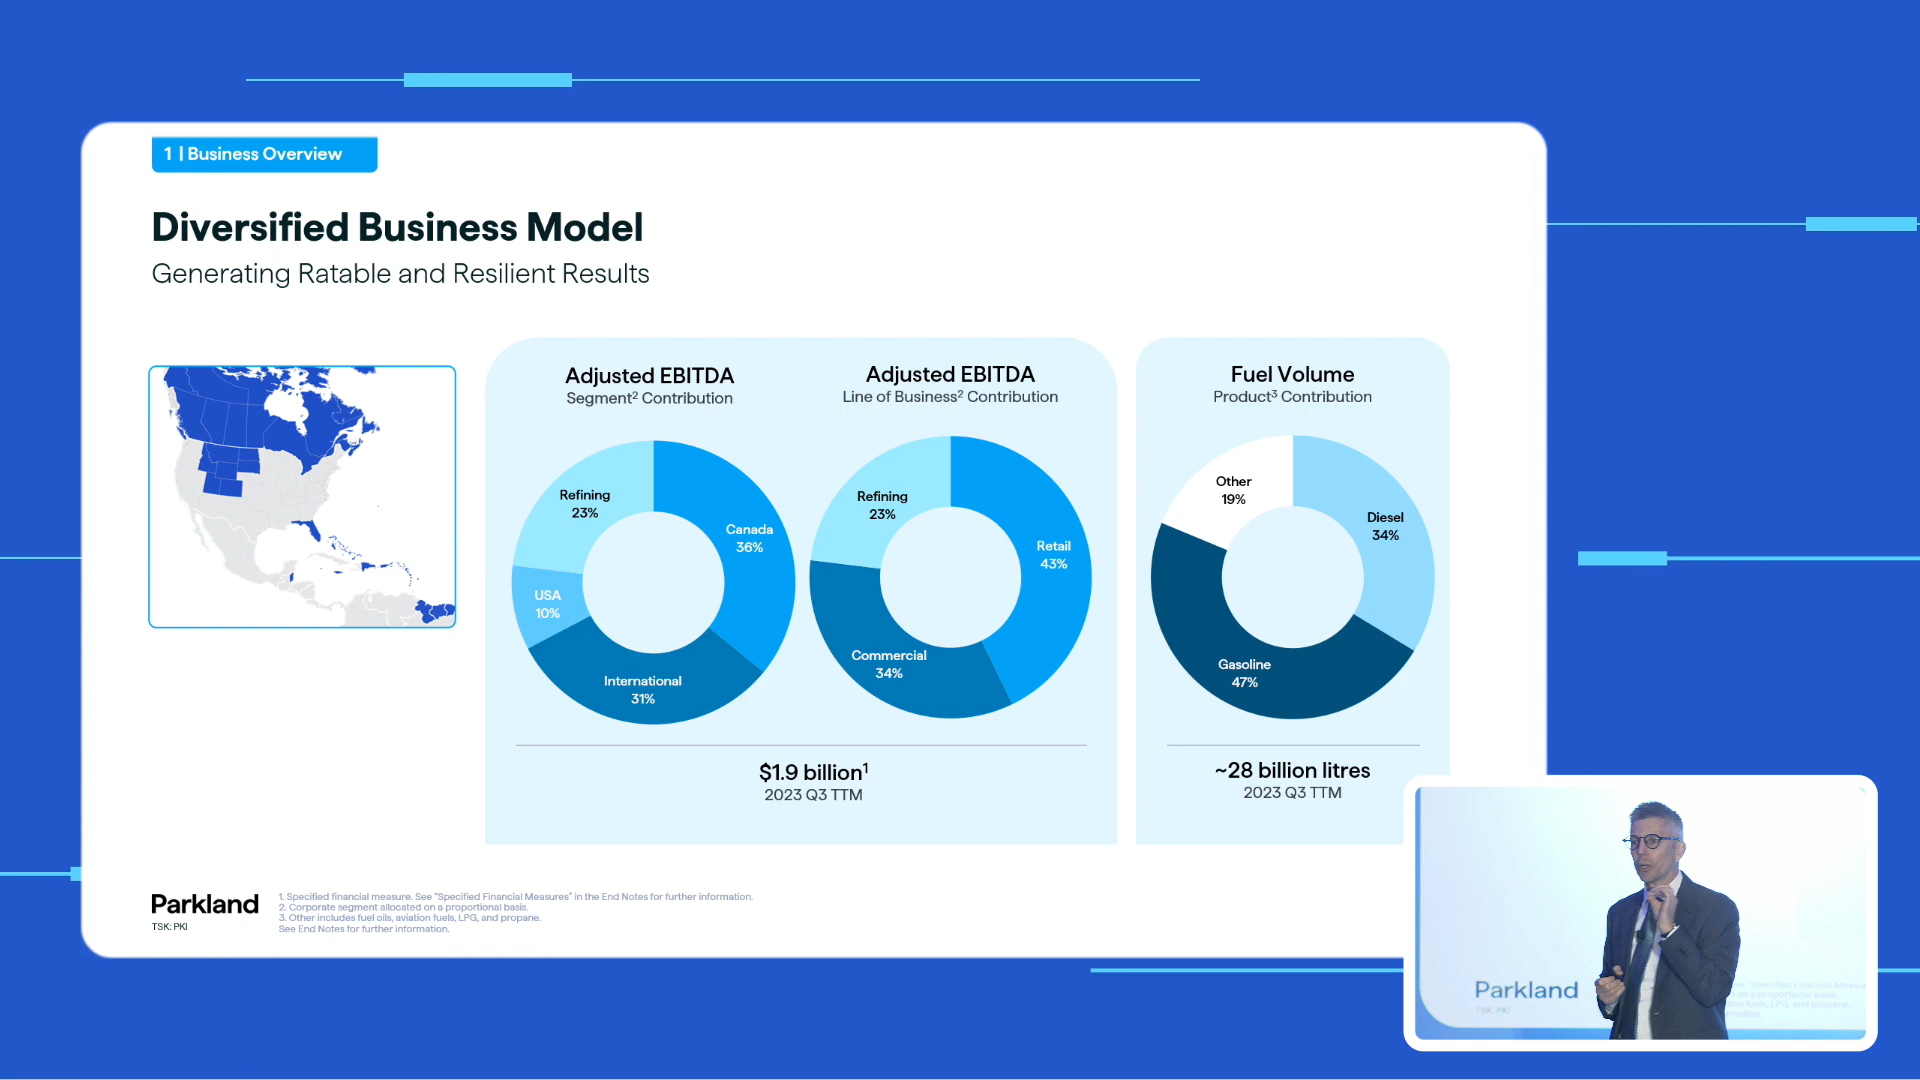 1 | Business Overview
Diversified Business Model
Generating Ratable and Resilient Results
Adjusted EBITDA
Segment² Contribution
Refining
23%
Canada
36%
USA
10%
International
31%
Adjusted EBITDA
Line of Business² Contribution
Refining
23%
Retail
43%
Commercial
34%
$1.9 billion¹
2023 Q3 TTM
Fuel Volume
Product³ Contribution
Other
19%
Diesel
34%
Gasoline
47%
~28 billion litres
2023 Q3 TTM
Parkland
TSK: PKI
1. Specified financial measure. See "Specified Financial Measures" in the End Notes for further information.
2. Corporate segment allocated on a proportional basis.
3. Other includes fuel oils, aviation fuels, LPG, and propane.
See End Notes for further information.
Parkland
TSK: PKI